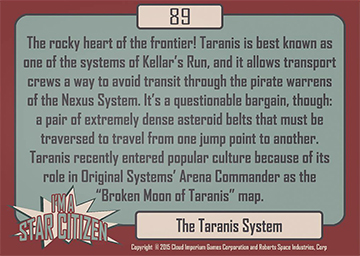 89
The rocky heart of the frontier! Taranis is best known as
one of the systems of Kellar's Run, and it allows transport
crews a way to avoid transit through the pirate warrens
of the Nexus System. It's a questionable bargain, though:
a pair of extremely dense asteroid belts that must be
traversed to travel from one jump point to another.
Taranis recently entered popular culture because of its
role in Original Systems' Arena Commander as the
"Broken Moon of Taranis" map.
I'M A
STAR CITIZEN
The Taranis System
Copyright ©2015 Cloud Imperium Games Corporation and Roberts Space Industries, Corp